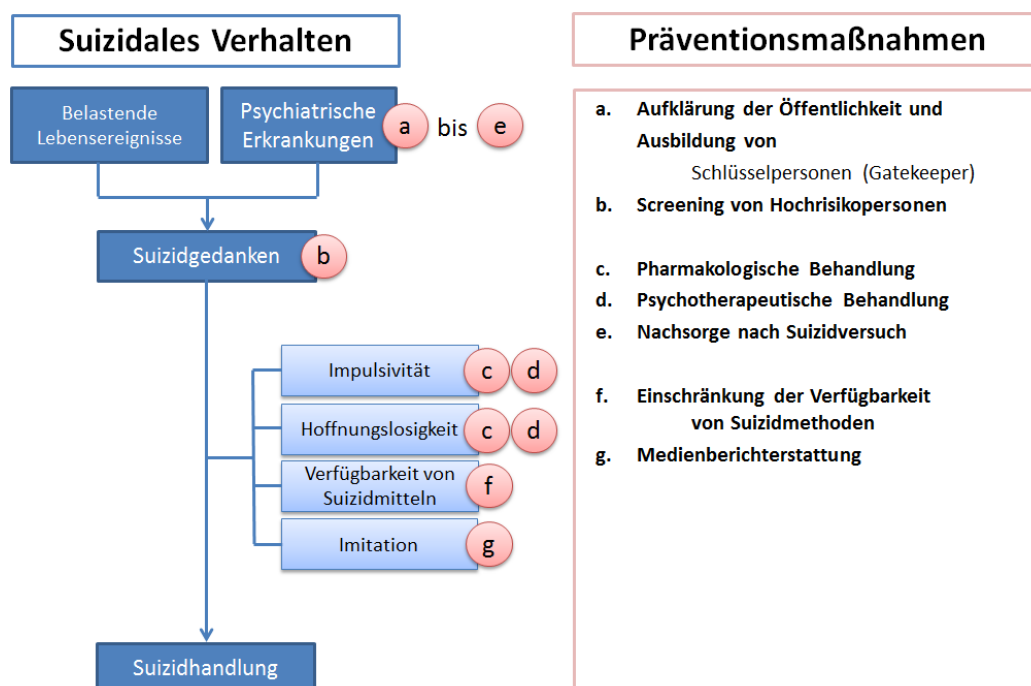 Suizidales Verhalten
Belastende
Lebensereignisse
Psychiatrische
Erkrankungen
a bis e
Suizidgedanken
b
Impulsivität
c d
Hoffnungslosigkeit
c d
Verfügbarkeit von
Suizidmitteln
f
Imitation
g
Suizidhandlung
Präventionsmaßnahmen
a. Aufklärung der Öffentlichkeit und
Ausbildung von
Schlüsselpersonen (Gatekeeper)
b. Screening von Hochrisikopersonen
c. Pharmakologische Behandlung
d. Psychotherapeutische Behandlung
e. Nachsorge nach Suizidversuch
f. Einschränkung der Verfügbarkeit
von Suizidmethoden
g. Medienberichterstattung